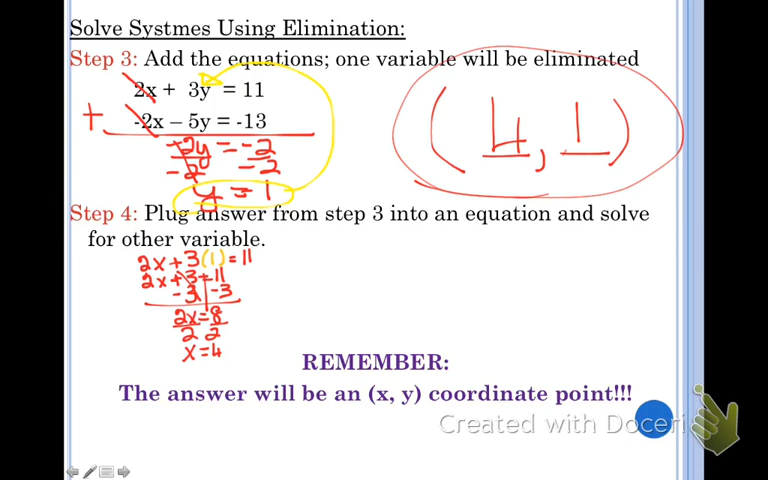 Solve Systmes Using Elimination:
Step 3: Add the equations; one variable will be eliminated
2x + 3y = 11
+ -2x – 5y = -13
-2y = -2
-2 -2
y = 1
(4, 1)
Step 4: Plug answer from step 3 into an equation and solve
for other variable.
2x + 3(1) = 11
2x + 3 = 11
-3 -3
2x = 8
2 2
x = 4
REMEMBER:
The answer will be an (x, y) coordinate point!!!
Created with Doceri